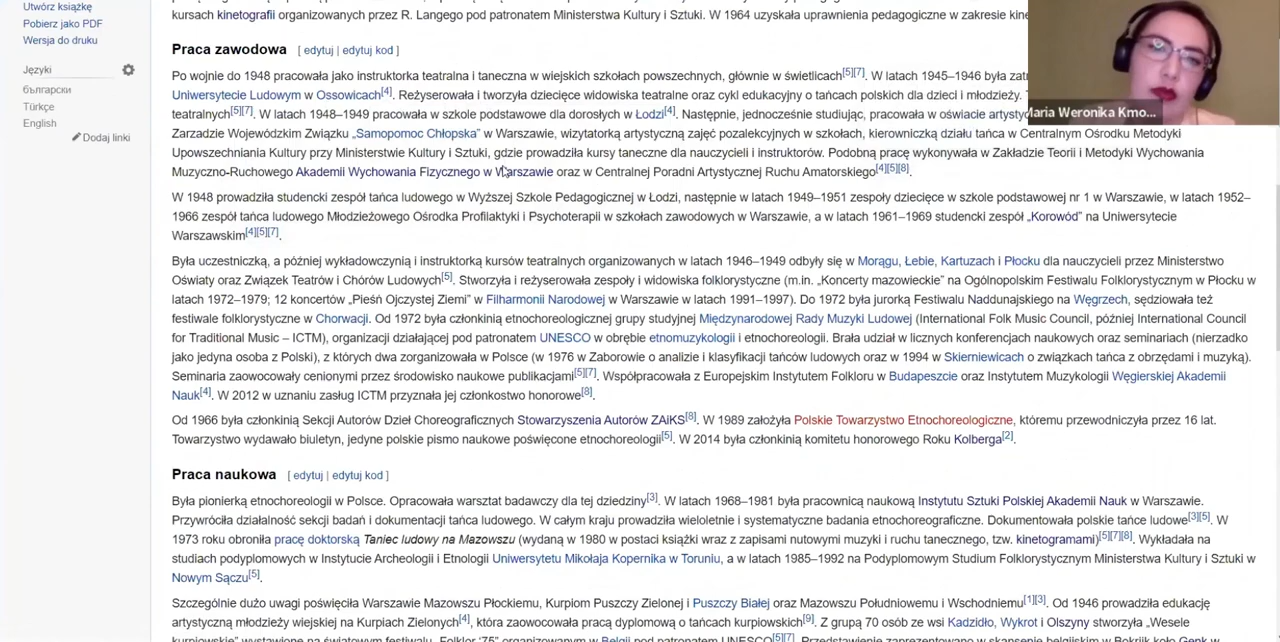 Utwórz książkę
Pobierz jako PDF
Wersja do druku
Języki
български
Türkçe
English
Dodaj linki
kursach kinetografii organizowanych przez R. Langego pod patronatem Ministerstwa Kultury i Sztuki. W 1964 uzyskała uprawnienia pedagogiczne w zakresie
Praca zawodowa [ edytuj | edytuj kod ]
Po wojnie do 1948 pracowała jako instruktorka teatralna i taneczna w wiejskich szkołach powszechnych, głównie w świetlicach[5][7]. W latach 1945–1946 była
Uniwersytecie Ludowym w Ossowicach[4]. Reżyserowała i tworzyła dziecięce widowiska teatralne oraz cykl edukacyjny o tańcach polskich dla dzieci i młodzieży.
teatralnych[5][7]. W latach 1948–1949 pracowała w szkole podstawowej dla dorosłych w Łodzi[4]. Następnie, jednocześnie studiując, pracowała w oświacie
Zarządzie Wojewódzkim Związku „Samopomoc Chłopska” w Warszawie, wizytatorką artystyczną zajęć pozalekcyjnych w szkołach, kierowniczką działu tańca w Centralnym Ośrodku Metodyki
Upowszechniania Kultury przy Ministerstwie Kultury i Sztuki, gdzie prowadziła kursy taneczne dla nauczycieli i instruktorów. Podobną pracę wykonywała w Zakładzie Teorii i Metodyki Wychowania
Muzyczno-Ruchowego Akademii Wychowania Fizycznego w Warszawie oraz w Centralnej Poradni Artystycznej Ruchu Amatorskiego[4][5][8].
W 1948 prowadziła studencki zespół tańca ludowego w Wyższej Szkole Pedagogicznej w Łodzi, następnie w latach 1949–1951 zespoły dziecięce w szkole podstawowej nr 1 w Warszawie, w latach 1952–
1966 zespół tańca ludowego Młodzieżowego Ośrodka Profilaktyki i Psychoterapii w szkołach zawodowych w Warszawie, a w latach 1961–1969 studencki zespół „Korowód” na Uniwersytecie
Warszawskim[4][5][7].
Była uczestniczką, a później wykładowczynią i instruktorką kursów teatralnych organizowanych w latach 1946–1949 odbyły się w Morągu, Łebie, Kartuzach i Płocku dla nauczycieli przez Ministerstwo
Oświaty oraz Związek Teatrów i Chórów Ludowych[5]. Stworzyła i reżyserowała zespoły i widowiska folklorystyczne (m.in. „Koncerty mazowieckie” na Ogólnopolskim Festiwalu Folklorystycznym w Płocku w
latach 1972–1979; 12 koncertów „Pieśń Ojczystej Ziemi” w Filharmonii Narodowej w Warszawie w latach 1991–1997). Do 1972 była jurorką Festiwalu Naddunajskiego na Węgrzech, sędziowała też
festiwale folklorystyczne w Chorwacji. Od 1972 była członkinią etnochoreologicznej grupy studyjnej Międzynarodowej Rady Muzyki Ludowej (International Folk Music Council, później International Council
for Traditional Music – ICTM), organizacji działającej pod patronatem UNESCO w obrębie etnomuzykologii i etnochoreologii. Brała udział w licznych konferencjach naukowych oraz seminariach (nierzadko
jako jedyna osoba z Polski), z których dwa zorganizowała w Polsce (w 1976 w Zaborowie o analizie i klasyfikacji tańców ludowych oraz w 1994 w Skierniewicach o związkach tańca z obrzędami i muzyką).
Seminaria zaowocowały cenionymi przez środowisko naukowe publikacjami[5][7]. Współpracowała z Europejskim Instytutem Folkloru w Budapeszcie oraz Instytutem Muzykologii Węgierskiej Akademii
Nauk[4]. W 2012 w uznaniu zasług ICTM przyznała jej członkostwo honorowe[8].
Od 1966 była członkinią Sekcji Autorów Dzieł Choreograficznych Stowarzyszenia Autorów ZAiKS[8]. W 1989 założyła Polskie Towarzystwo Etnochoreologiczne, któremu przewodniczyła przez 16 lat.
Towarzystwo wydawało biuletyn, jedyne polskie pismo naukowe poświęcone etnochoreologii[5]. W 2014 była członkinią komitetu honorowego Roku Kolberga[2].
Praca naukowa [ edytuj | edytuj kod ]
Była pionierką etnochoreologii w Polsce. Opracowała warsztat badawczy dla tej dziedziny[3]. W latach 1968–1981 była pracownicą naukową Instytutu Sztuki Polskiej Akademii Nauk w Warszawie.
Przywróciła działalność sekcji badań i dokumentacji tańca ludowego. W całym kraju prowadziła wieloletnie i systematyczne badania etnochoreograficzne. Dokumentowała polskie tańce ludowe[3][5]. W
1973 roku obroniła pracę doktorską Taniec ludowy na Mazowszu (wydaną w 1980 w postaci książki wraz z zapisami nutowymi muzyki i ruchu tanecznego, tzw. kinetogramami)[5][7][8]. Wykładała na
studiach podyplomowych w Instytucie Archeologii i Etnologii Uniwersytetu Mikołaja Kopernika w Toruniu, a w latach 1985–1992 na Podyplomowym Studium Folklorystycznym Ministerstwa Kultury i Sztuki w
Nowym Sączu[5].
Szczególnie dużo uwagi poświęciła Warszawie Mazowszu Płockiemu, Kurpiom Puszczy Zielonej i Puszczy Białej oraz Mazowszu Południowemu i Wschodniemu[1][3]. Od 1946 prowadziła edukację
artystyczną młodzieży wiejskiej na Kurpiach Zielonych[4], która zaowocowała pracą dyplomową o tańcach kurpiowskich[9]. Z grupą 70 osób ze wsi Kadzidło, Wykrot i Olszyny stworzyła „Wesele
kurpiowskie” wystawione na światowym festiwalu „Folklor ‘75” organizowanym w Belgii pod patronatem UNESCO[5][7]. Przedstawienie zaprezentowano w skansenie belgijskim w Bokrijk koło Genk w
Maria Weronika Kmo...